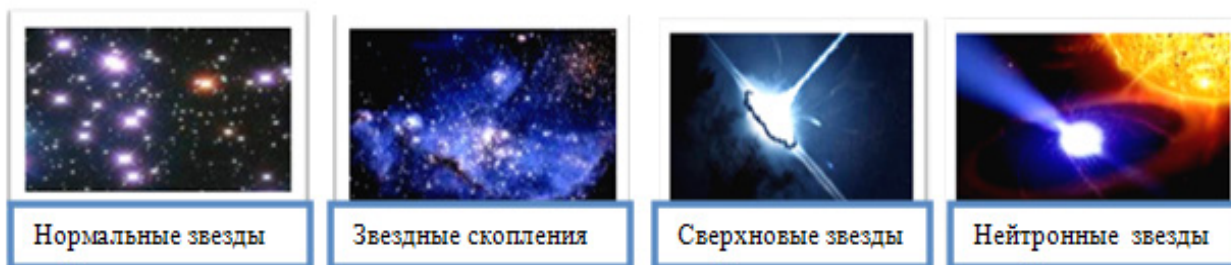 Нормальные звезды
Звездные скопления
Сверхновые звезды
Нейтронные звезды